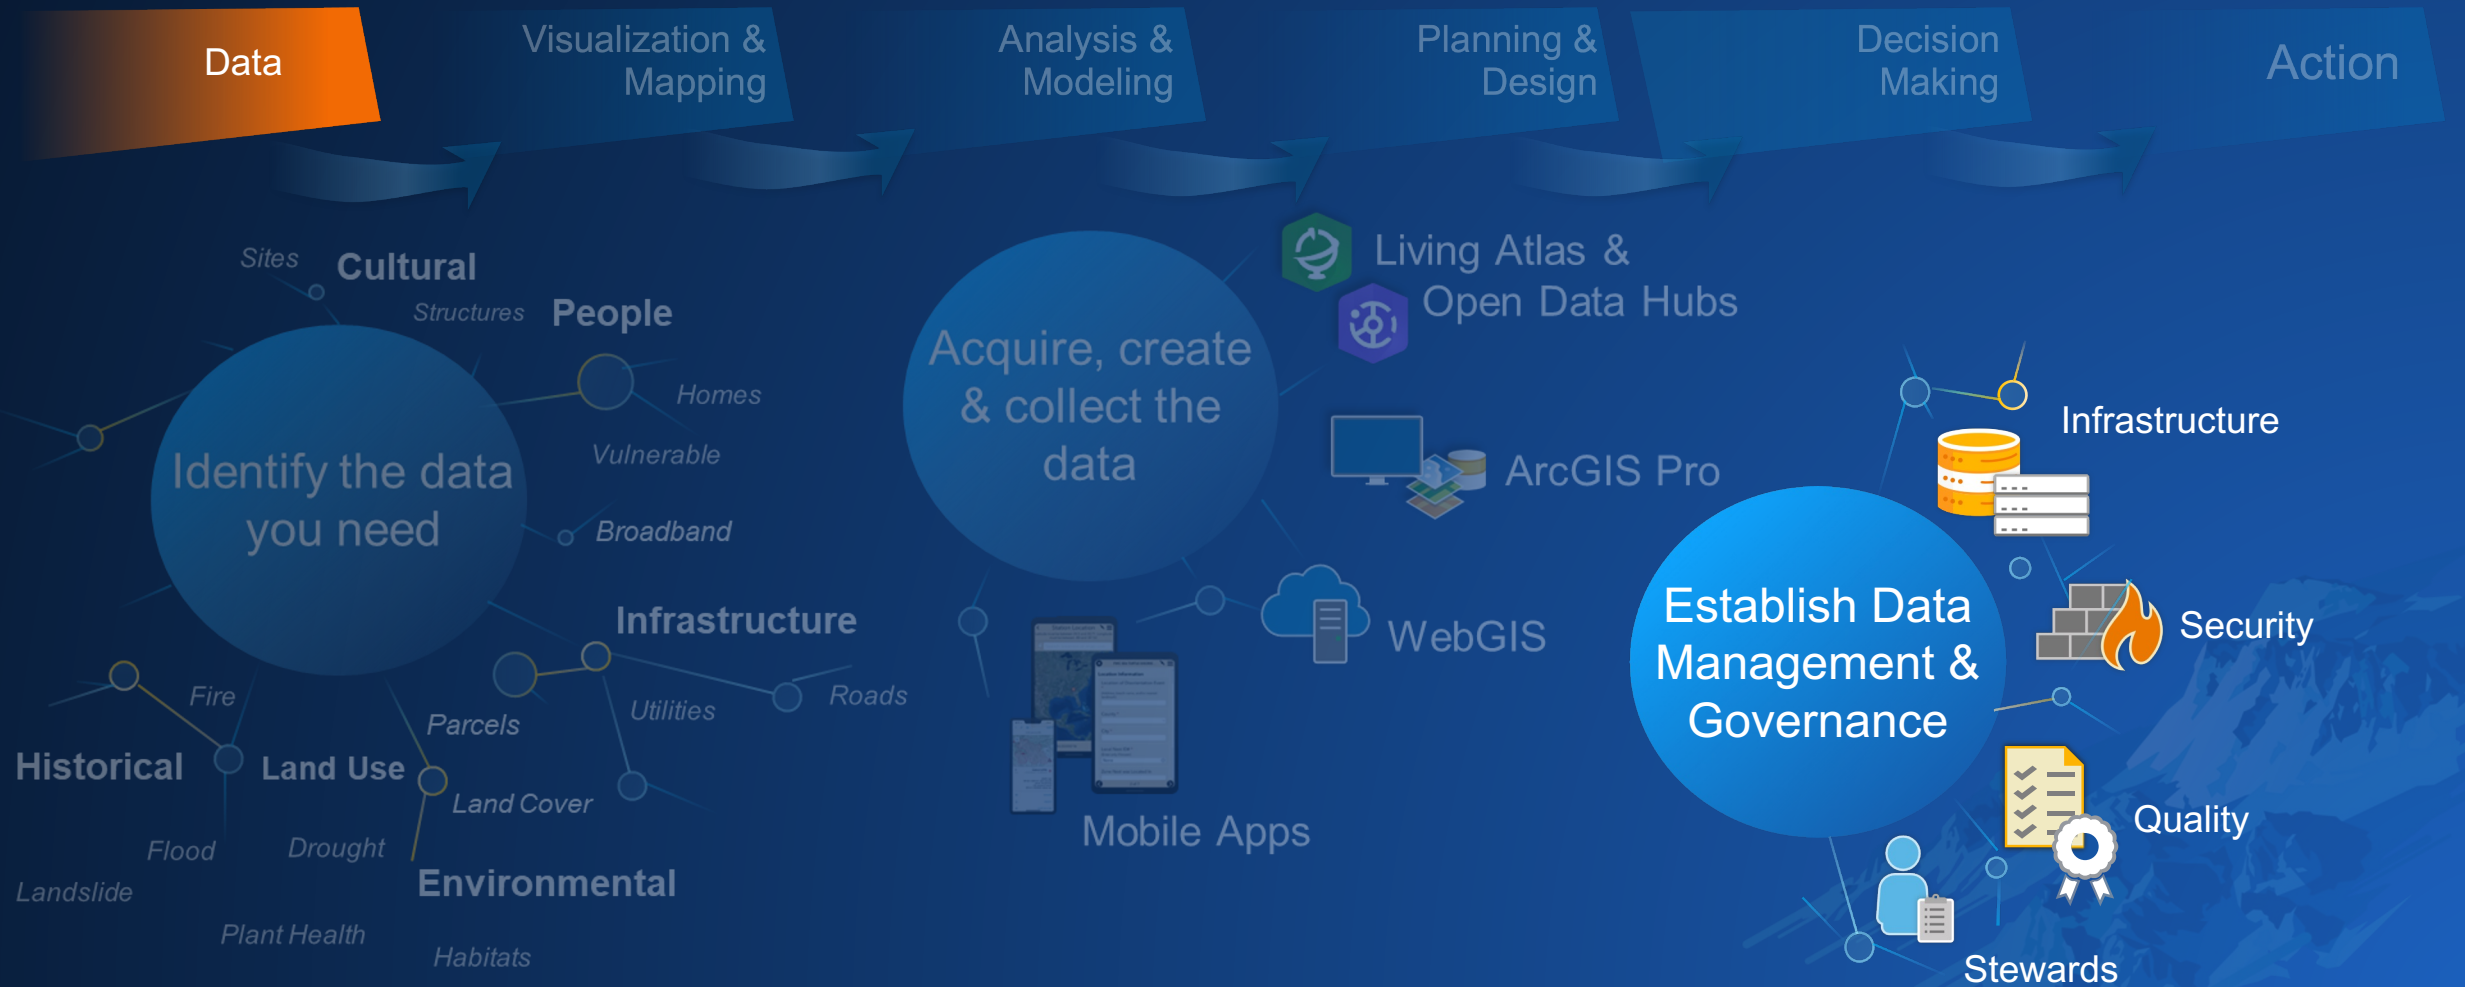 Data
Visualization &
Mapping
Analysis &
Modeling
Planning &
Design
Decision
Making
Action
Sites
Cultural
Structures
People
Homes
Vulnerable
Identify the data
you need
Broadband
Infrastructure
Fire
Parcels
Utilities
Roads
Historical
Land Use
Land Cover
Flood
Drought
Landslide
Environmental
Plant Health
Habitats
Acquire, create
& collect the
data
Living Atlas &
Open Data Hubs
ArcGIS Pro
WebGIS
Mobile Apps
Establish Data
Management &
Governance
Infrastructure
Security
Quality
Stewards